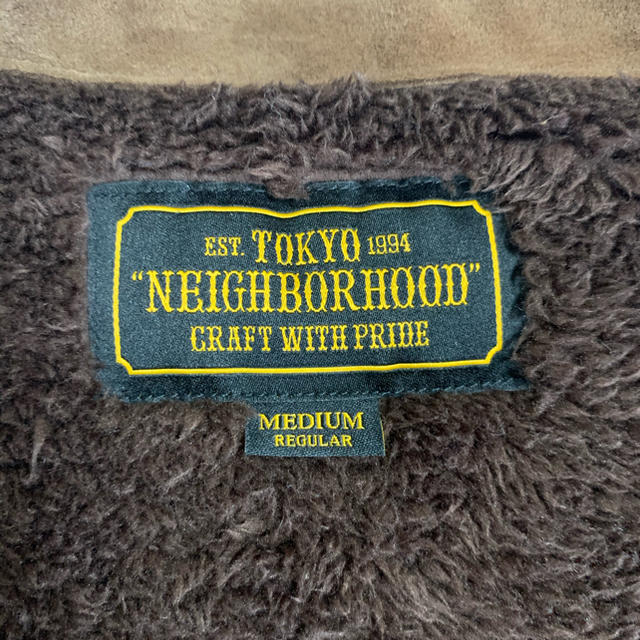 EST. TOKYO 1994
"NEIGHBORHOOD"
CRAFT WITH PRIDE
MEDIUM
REGULAR